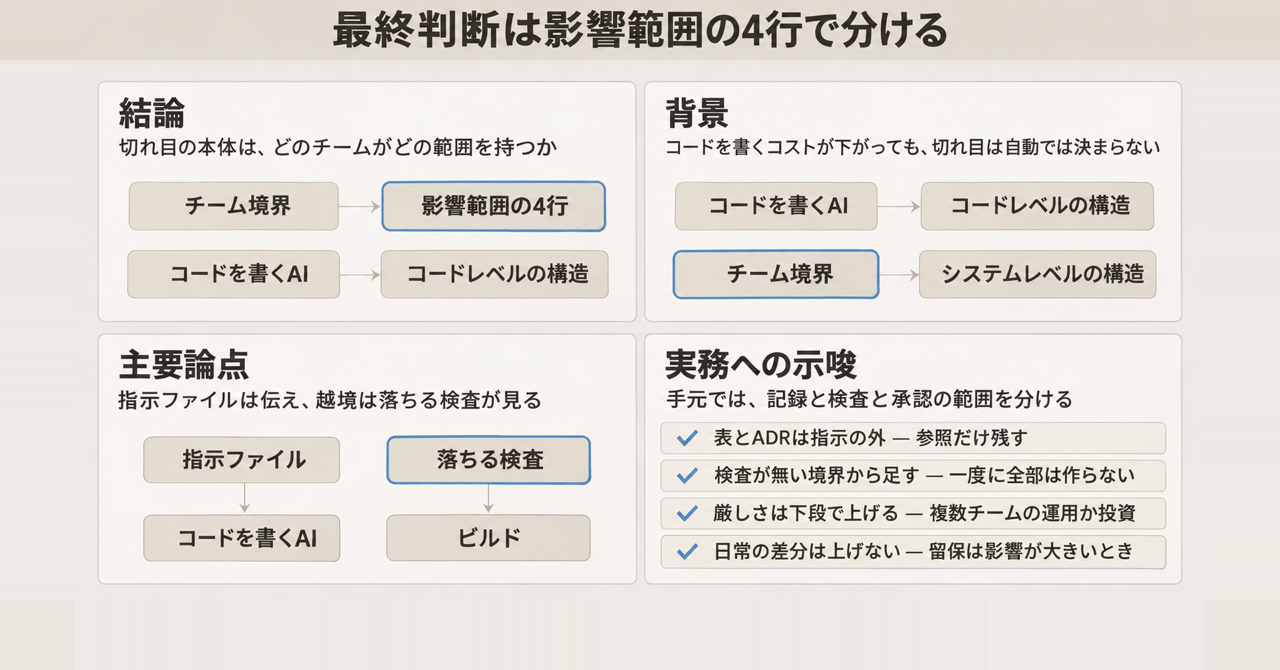 最終判断は影響範囲の4行で分ける
結論
切れ目の本体は、どのチームがどの範囲を持つか
チーム境界
影響範囲の4行
コードを書くAI
コードレベルの構造
背景
コードを書くコストが下がっても、切れ目は自動では決まらない
コードを書くAI
コードレベルの構造
チーム境界
システムレベルの構造
主要論点
指示ファイルは伝え、越境は落ちる検査が見る
指示ファイル
落ちる検査
コードを書くAI
ビルド
実務への示唆
手元では、記録と検査と承認の範囲を分ける
表とADRは指示の外 — 参照だけ残す
検査が無い境界から足す — 一度に全部は作らない
厳しさは下段で上げる — 複数チームの運用か投資
日常の差分は上げない — 留保は影響が大きいとき